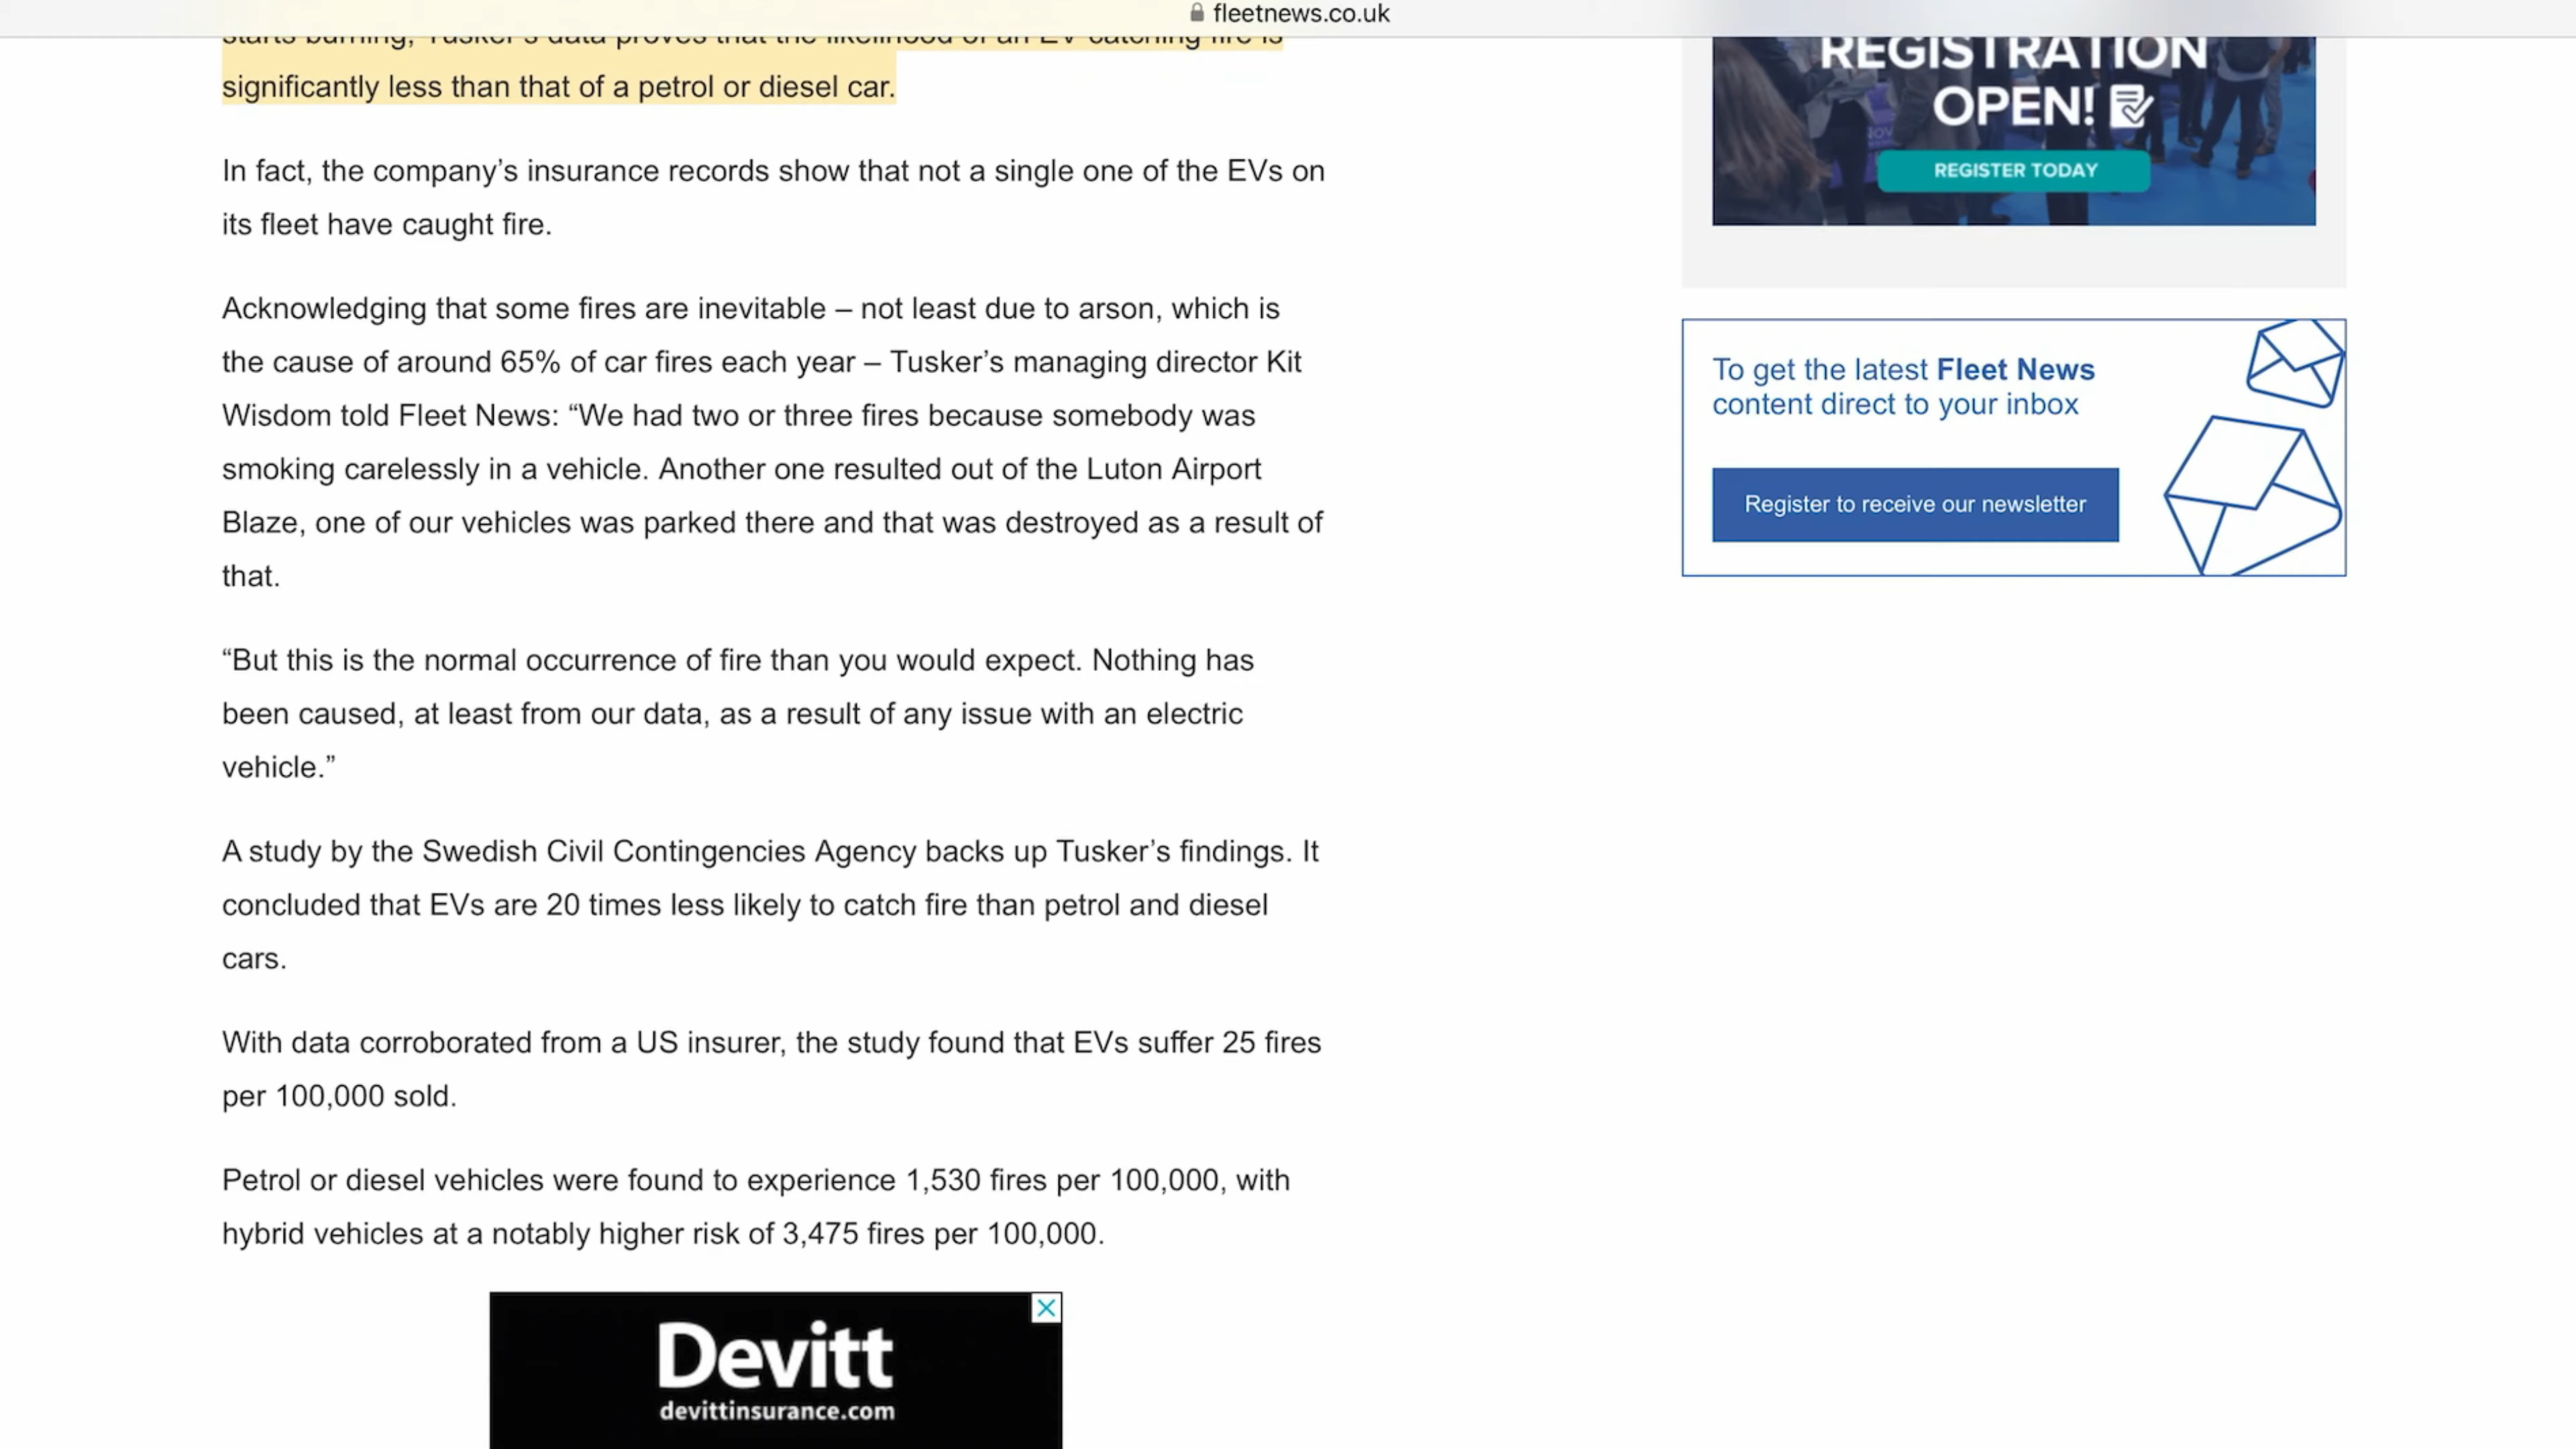 fleetnews.co.uk
starts burning, Tusker's data proves that the likelihood of an EV catching fire is
significantly less than that of a petrol or diesel car.
In fact, the company’s insurance records show that not a single one of the EVs on
its fleet have caught fire.
Acknowledging that some fires are inevitable – not least due to arson, which is
the cause of around 65% of car fires each year – Tusker’s managing director Kit
Wisdom told Fleet News: “We had two or three fires because somebody was
smoking carelessly in a vehicle. Another one resulted out of the Luton Airport
Blaze, one of our vehicles was parked there and that was destroyed as a result of
that.
“But this is the normal occurrence of fire than you would expect. Nothing has
been caused, at least from our data, as a result of any issue with an electric
vehicle.”
A study by the Swedish Civil Contingencies Agency backs up Tusker’s findings. It
concluded that EVs are 20 times less likely to catch fire than petrol and diesel
cars.
With data corroborated from a US insurer, the study found that EVs suffer 25 fires
per 100,000 sold.
Petrol or diesel vehicles were found to experience 1,530 fires per 100,000, with
hybrid vehicles at a notably higher risk of 3,475 fires per 100,000.
Devitt
devittinsurance.com
REGISTRATION
OPEN!
REGISTER TODAY
To get the latest Fleet News
content direct to your inbox
Register to receive our newsletter